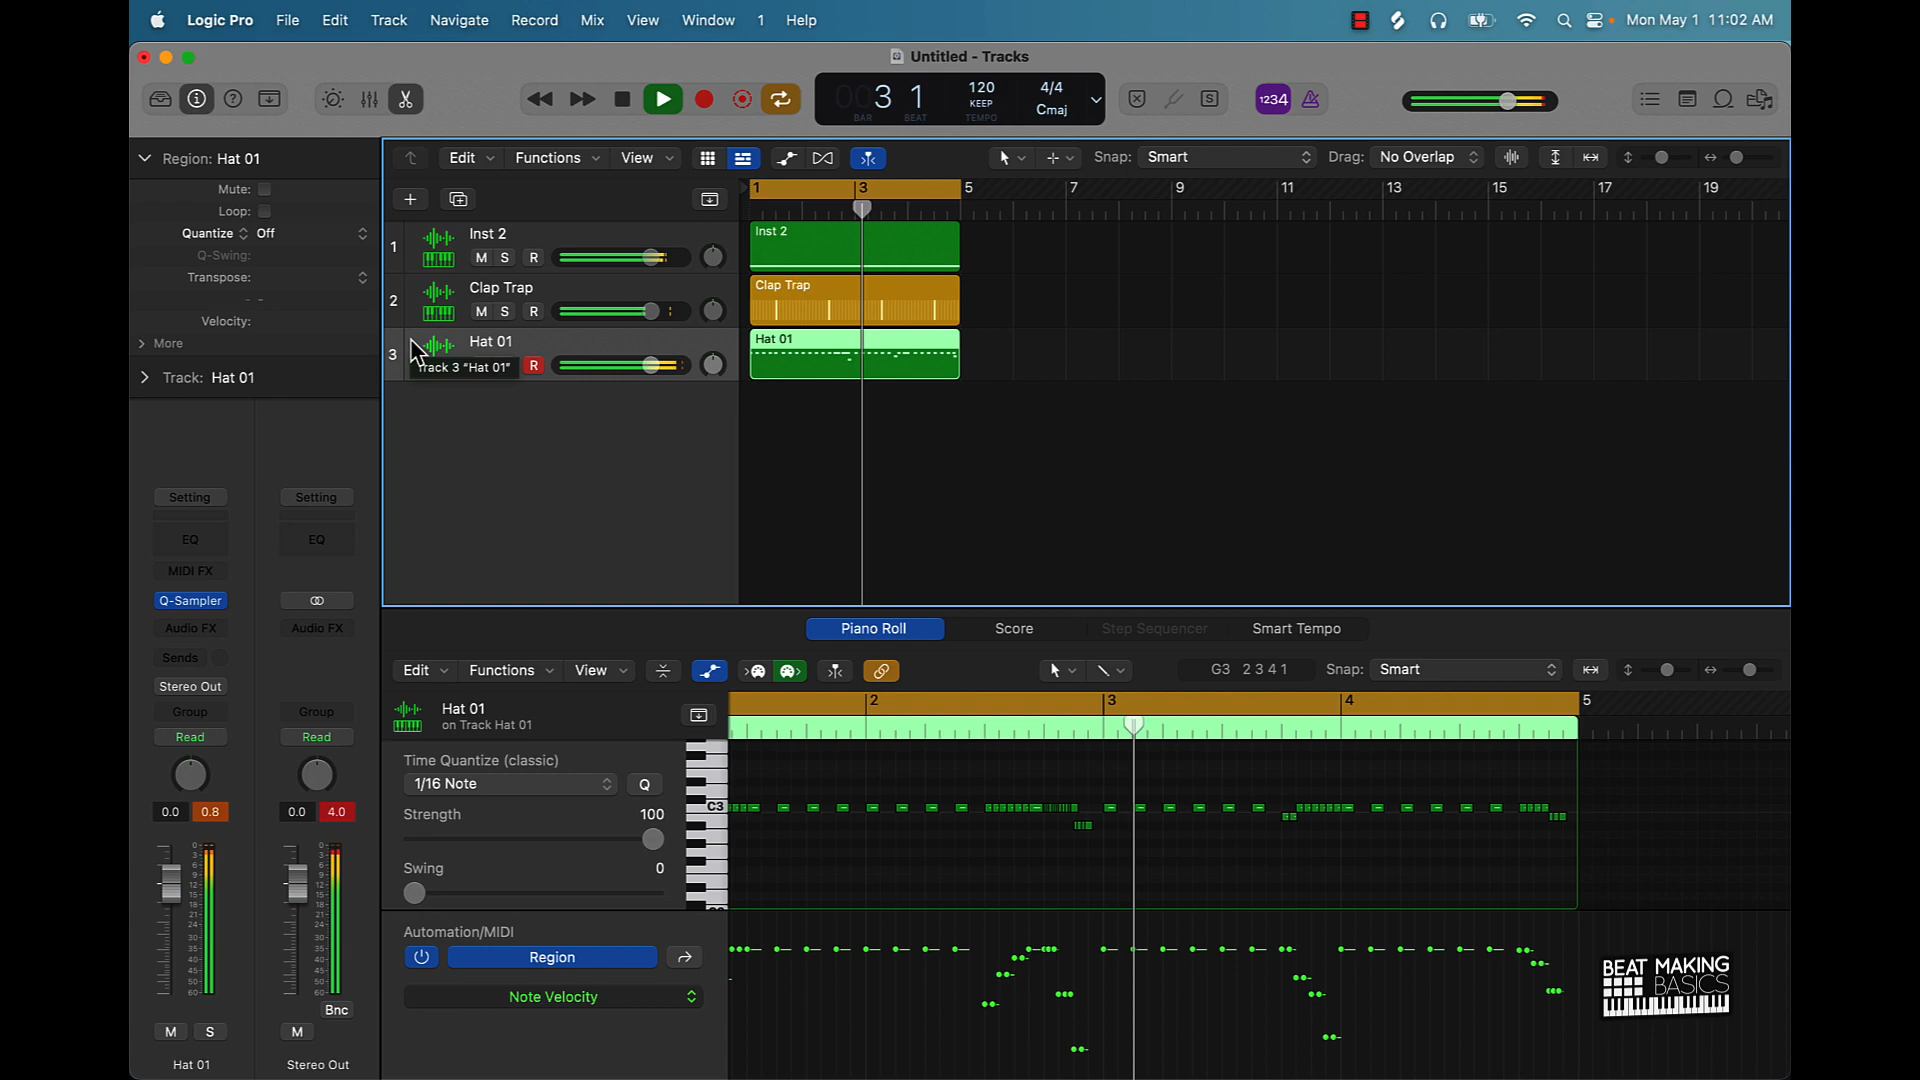 Logic Pro File Edit Track Navigate Record Mix View Window 1 Help Mon May 1 11:02 AM
Untitled - Tracks
3 1 120 4/4
KEEP Cmaj
BAR BEAT TEMPO
S 1234
Region: Hat 01
Mute:
Loop:
Quantize Off
Q-Swing:
Transpose:
Velocity:
More
Track: Hat 01
Edit Functions View Snap: Smart Drag: No Overlap
1 3 5 7 9 11 13 15 17 19
1 Inst 2
M S R
Inst 2
2 Clap Trap
M S R
Clap Trap
3 Hat 01
Track 3 "Hat 01" R
Hat 01
Setting Setting
EQ EQ
MIDI FX
Q-Sampler
Audio FX Audio FX
Sends
Stereo Out
Group Group
Read Read
0.0 0.8 0.0 4.0
Bnc
M S M
Hat 01 Stereo Out
Piano Roll Score Step Sequencer Smart Tempo
Edit Functions View G3 2 3 4 1 Snap: Smart
2 3 4 5
Hat 01
on Track Hat 01
Time Quantize (classic)
1/16 Note Q
Strength 100
Swing 0
C3
Automation/MIDI
Region
Note Velocity
BEAT MAKING
BASICS